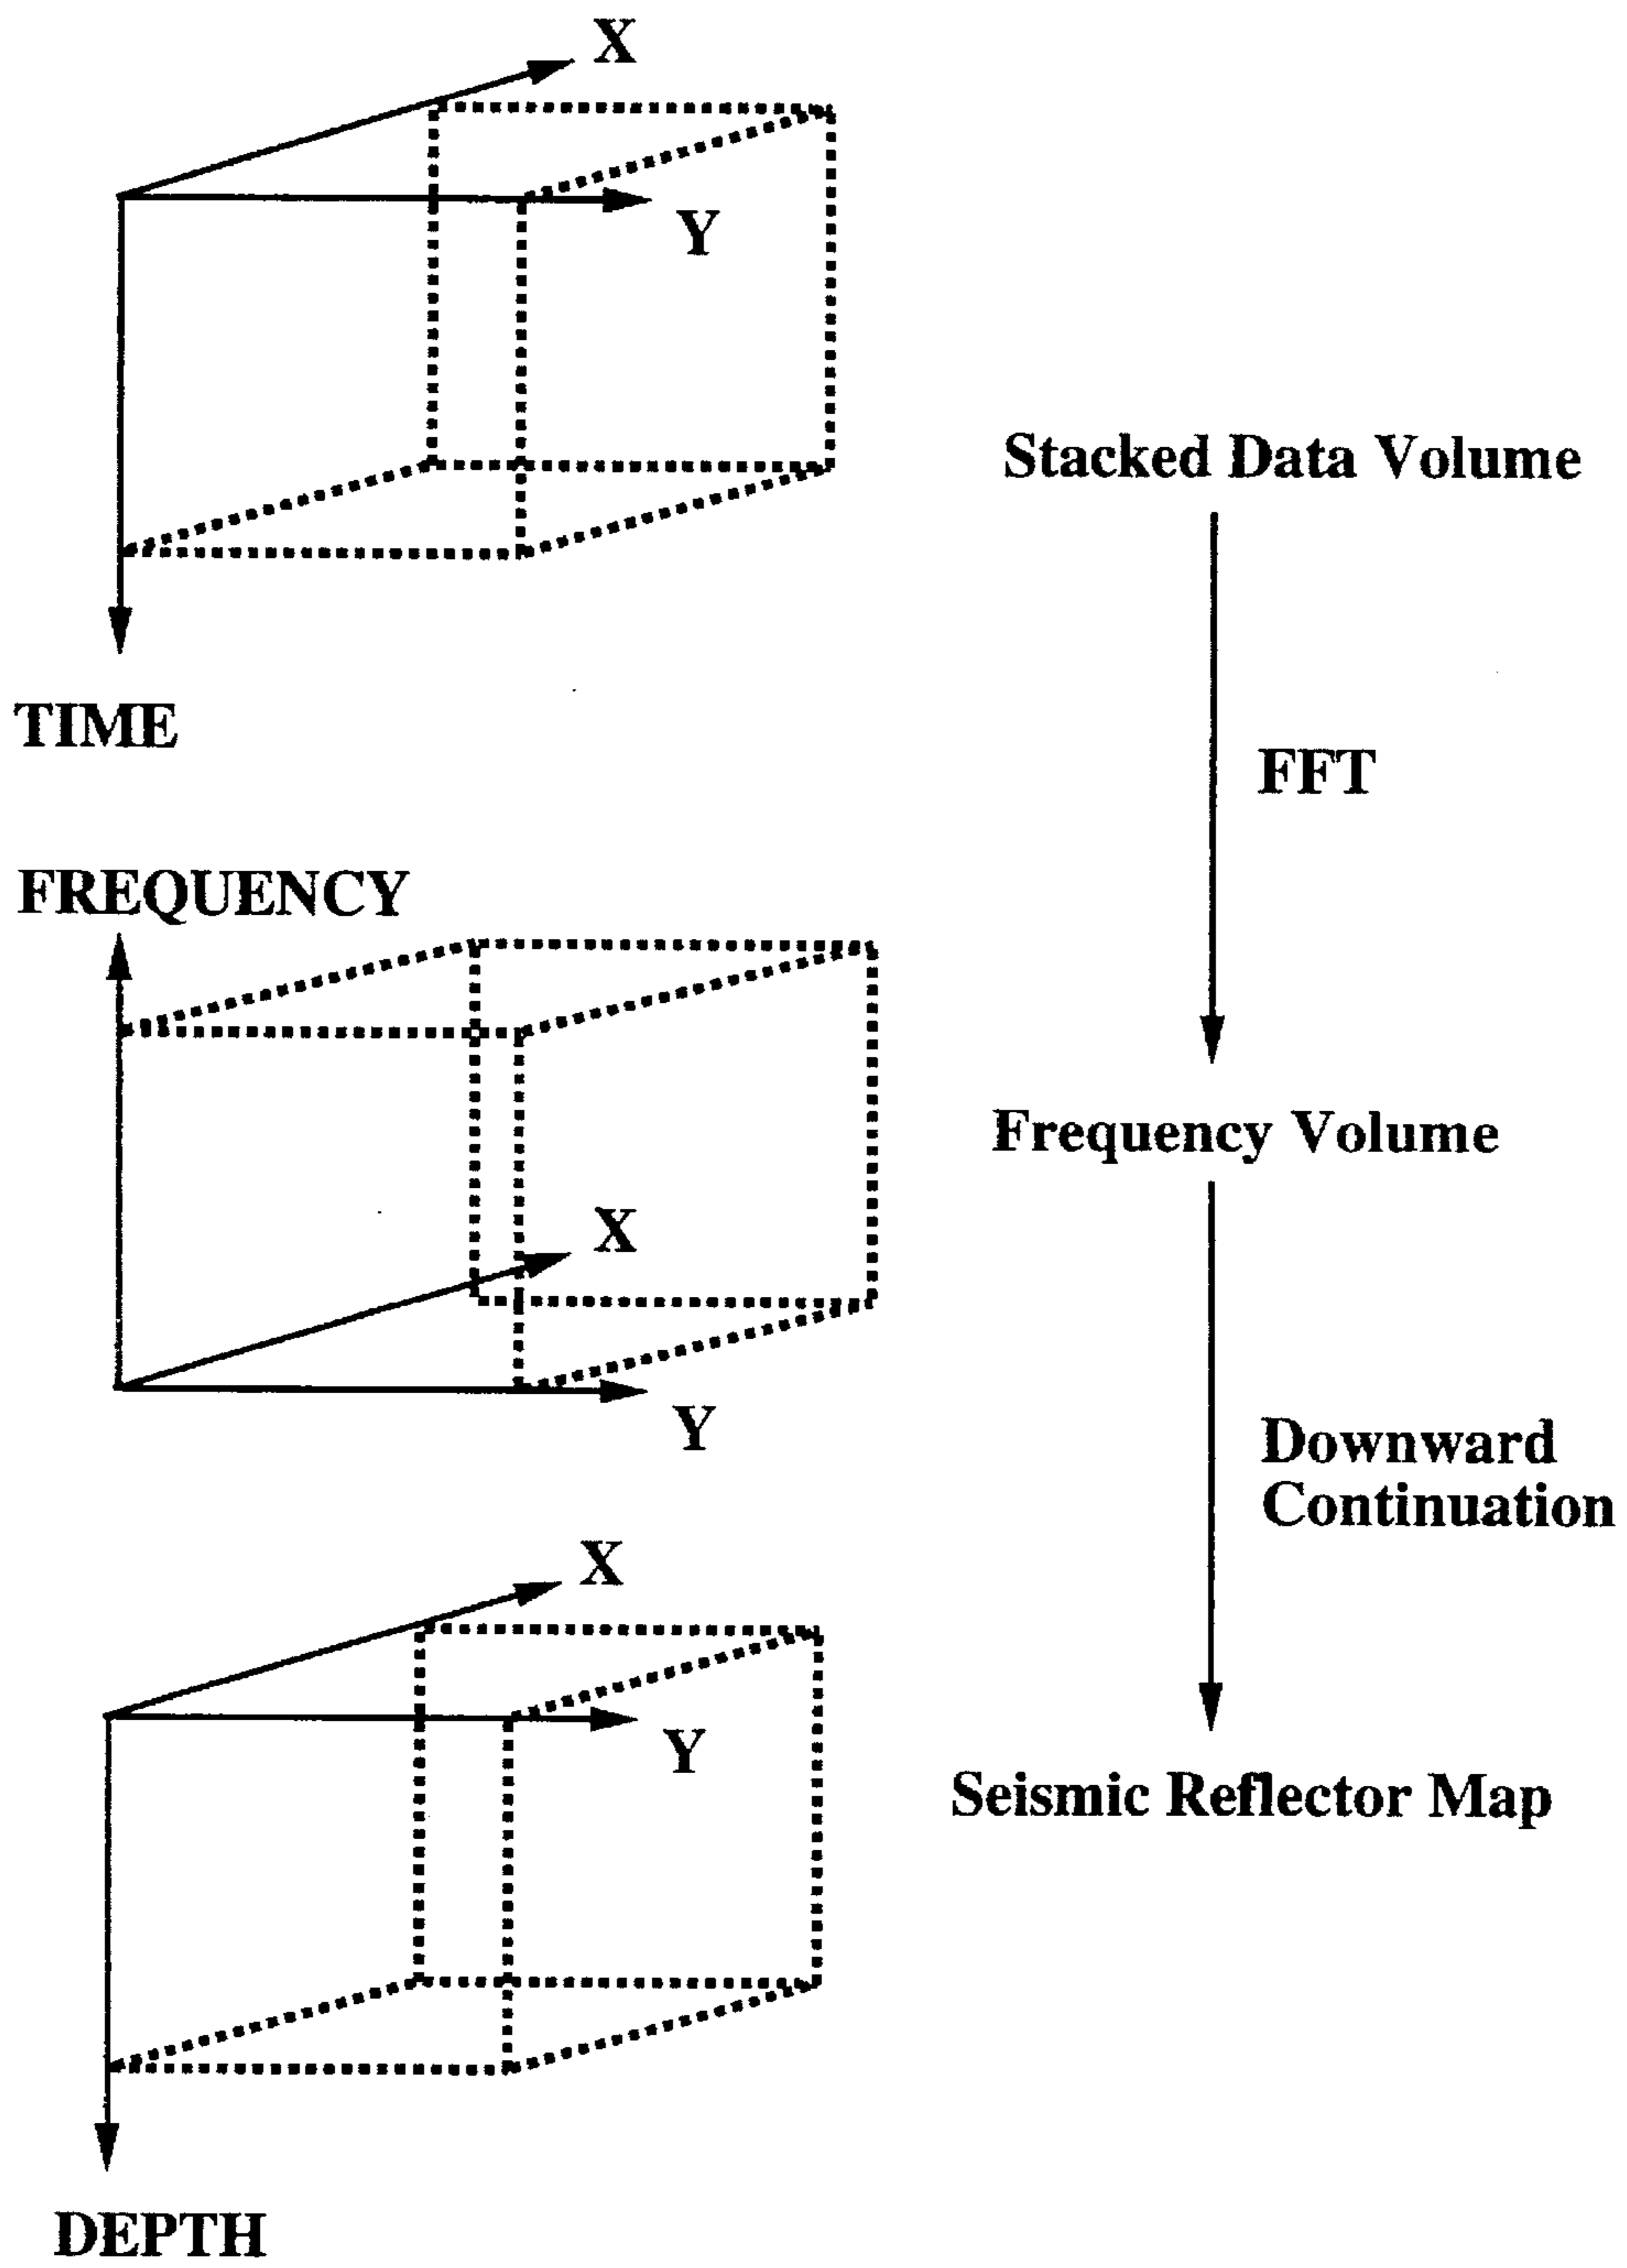 X
Y
Stacked Data Volume
TIME
FFT
FREQUENCY
Frequency Volume
X
Y
Downward
Continuation
X
Y
Seismic Reflector Map
DEPTH